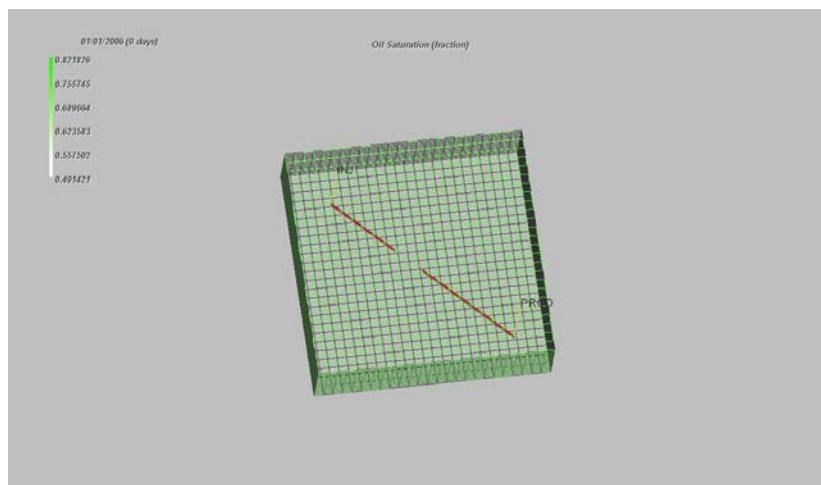 01/01/2006 (0 days)
Oil Saturation (fraction)
0.821826
0.755745
0.689664
0.623583
0.557502
0.491421
INJ
PROD